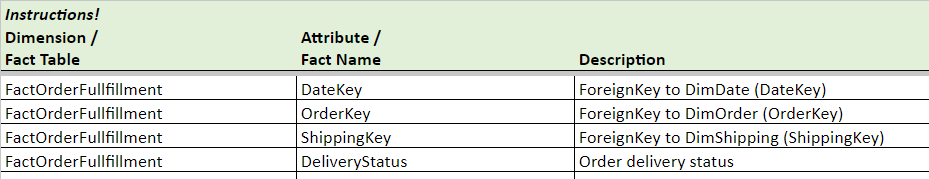 Instructions!
Dimension / Attribute /
Fact Table Fact Name Description
FactOrderFullfillment DateKey ForeignKey to DimDate (DateKey)
FactOrderFullfillment OrderKey ForeignKey to DimOrder (OrderKey)
FactOrderFullfillment ShippingKey ForeignKey to DimShipping (ShippingKey)
FactOrderFullfillment DeliveryStatus Order delivery status